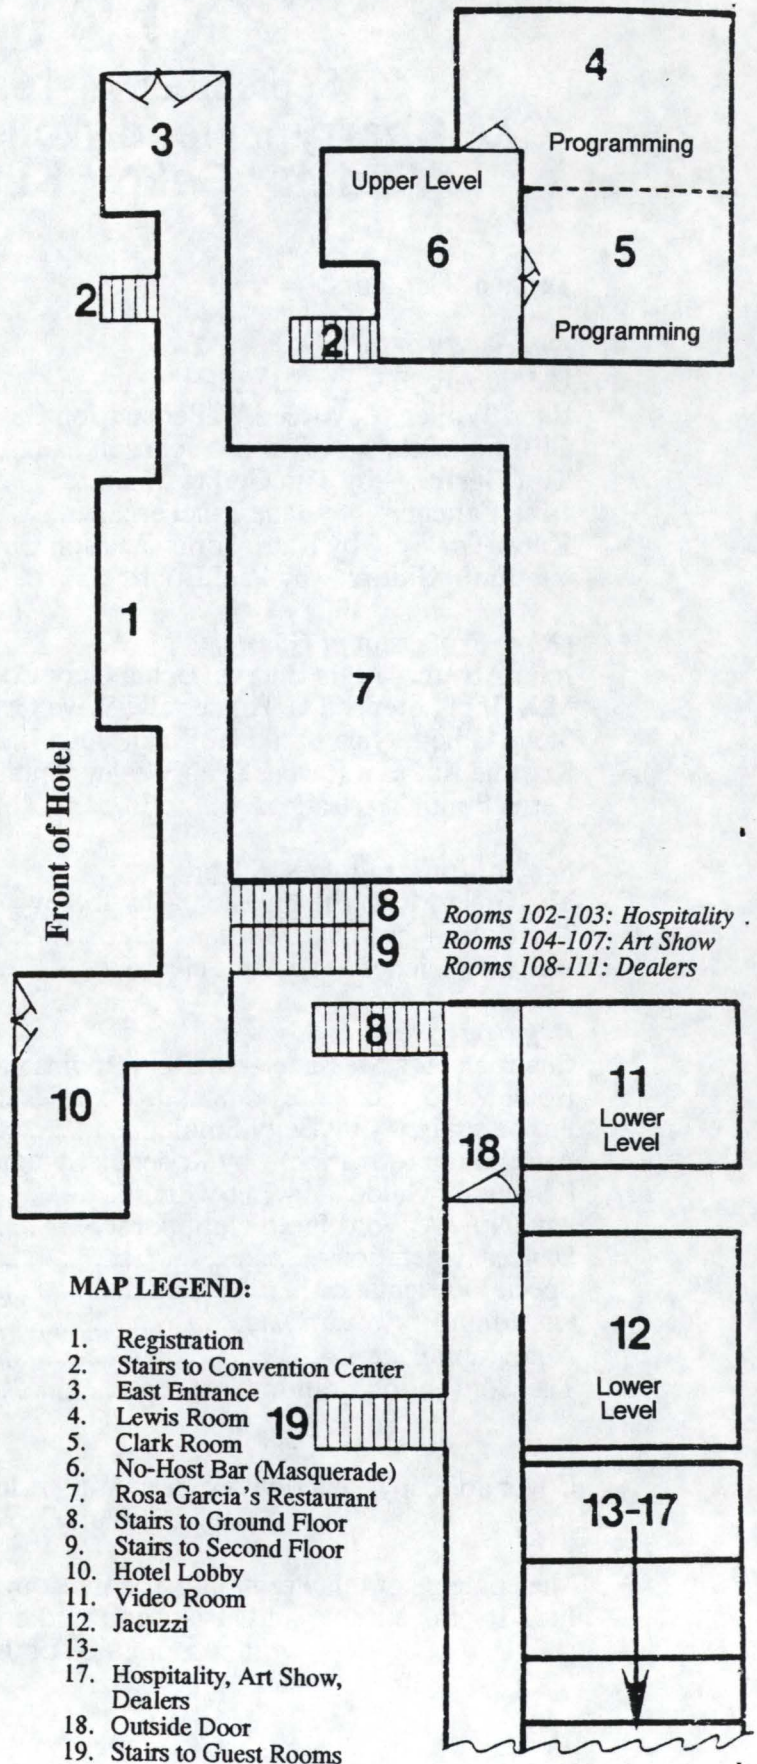 4
Programming
3
Upper Level
6
5
2
2
Programming
1
7
Front of Hotel
8
9
Rooms 102-103: Hospitality
Rooms 104-107: Art Show
Rooms 108-111: Dealers
8
10
11
Lower
Level
18
12
Lower
Level
19
13-17
MAP LEGEND:
1. Registration
2. Stairs to Convention Center
3. East Entrance
4. Lewis Room
5. Clark Room
6. No-Host Bar (Masquerade)
7. Rosa Garcia's Restaurant
8. Stairs to Ground Floor
9. Stairs to Second Floor
10. Hotel Lobby
11. Video Room
12. Jacuzzi
13-
17. Hospitality, Art Show,
Dealers
18. Outside Door
19. Stairs to Guest Rooms